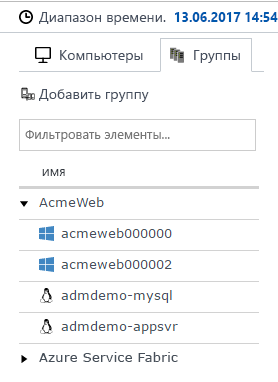 Диапазон времени. 13.06.2017 14:54
Компьютеры Группы
Добавить группу
Фильтровать элементы...
имя
AcmeWeb
acmeweb000000
acmeweb000002
admdemo-mysql
admdemo-appsvr
Azure Service Fabric